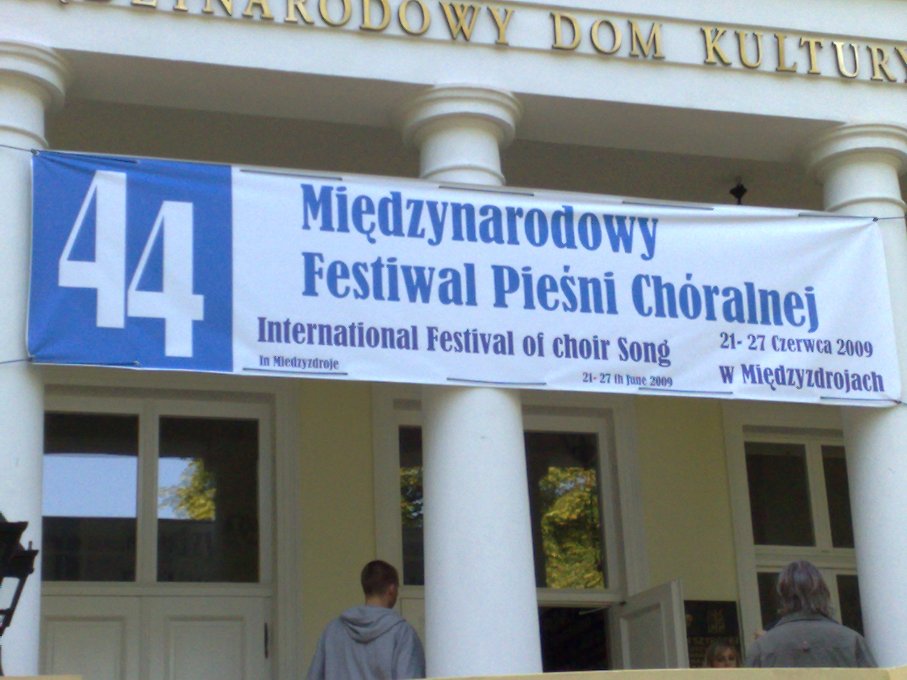 DOM KULTURY
44
Międzynarodowy
Festiwal Pieśni Chóralnej
International Festival of choir Song
21- 27 Czerwca 2009
In Miedzyzdroje
21- 27 th June 2009
w Międzyzdrojach